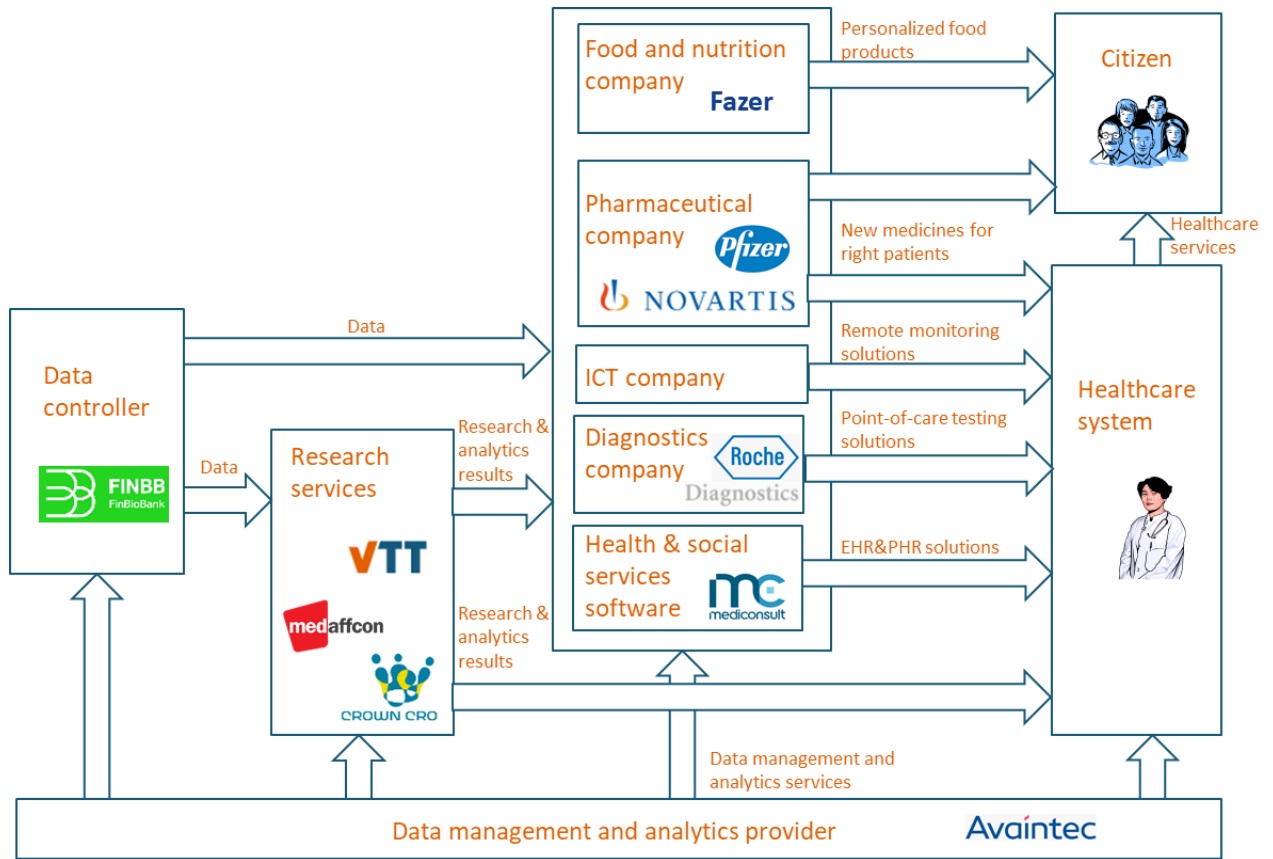 Food and nutrition
company
Fazer
Personalized food
products
Citizen
Pharmaceutical
company
Pfizer
NOVARTIS
New medicines for
right patients
Healthcare
services
Data
controller
FINBB
FinBioBank
Data
Data
Research
services
VTT
medaffcon
CROWN CRO
Research &
analytics
results
Research &
analytics
results
ICT company
Remote monitoring
solutions
Diagnostics
company
Roche
Diagnostics
Point-of-care testing
solutions
Health & social
services
software
mc
mediconsult
EHR&PHR solutions
Healthcare
system
Data management and
analytics services
Data management and analytics provider
Avaintec